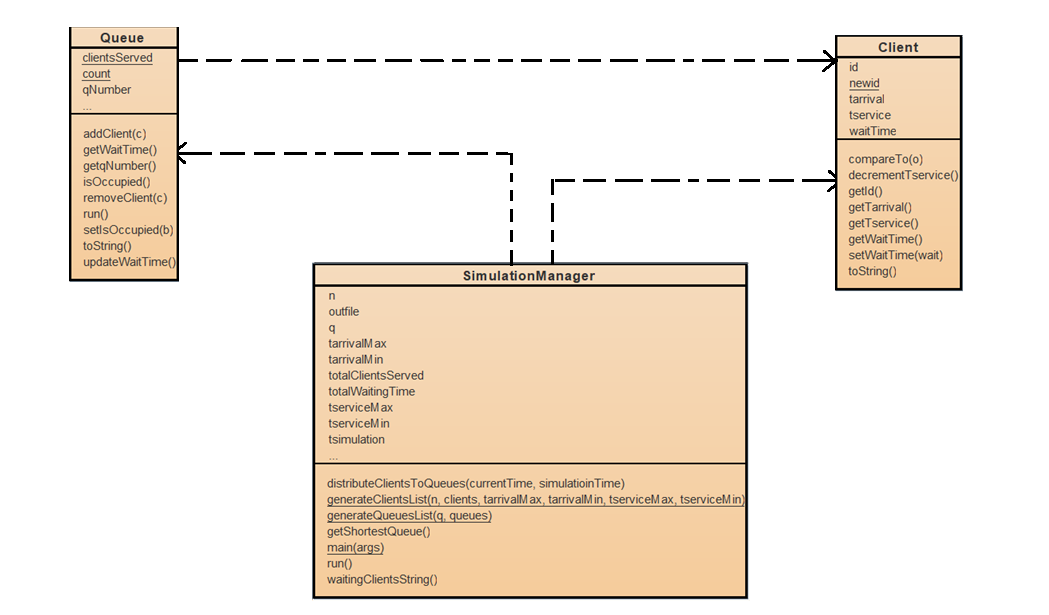 Queue
clientsServed
count
qNumber
...
addClient(c)
getWaitTime()
getqNumber()
isOccupied()
removeClient(c)
run()
setIsOccupied(b)
toString()
updateWaitTime()
Client
id
newid
tarrival
tservice
waitTime
compareTo(o)
decrementTservice()
getId()
getTarrival()
getTservice()
getWaitTime()
setWaitTime(wait)
toString()
SimulationManager
n
outfile
q
tarrivalMax
tarrivalMin
totalClientsServed
totalWaitingTime
tserviceMax
tserviceMin
tsimulation
...
distributeClientsToQueues(currentTime, simulatioinTime)
generateClientsList(n, clients, tarrivalMax, tarrivalMin, tserviceMax, tserviceMin)
generateQueuesList(q, queues)
getShortestQueue()
main(args)
run()
waitingClientsString()